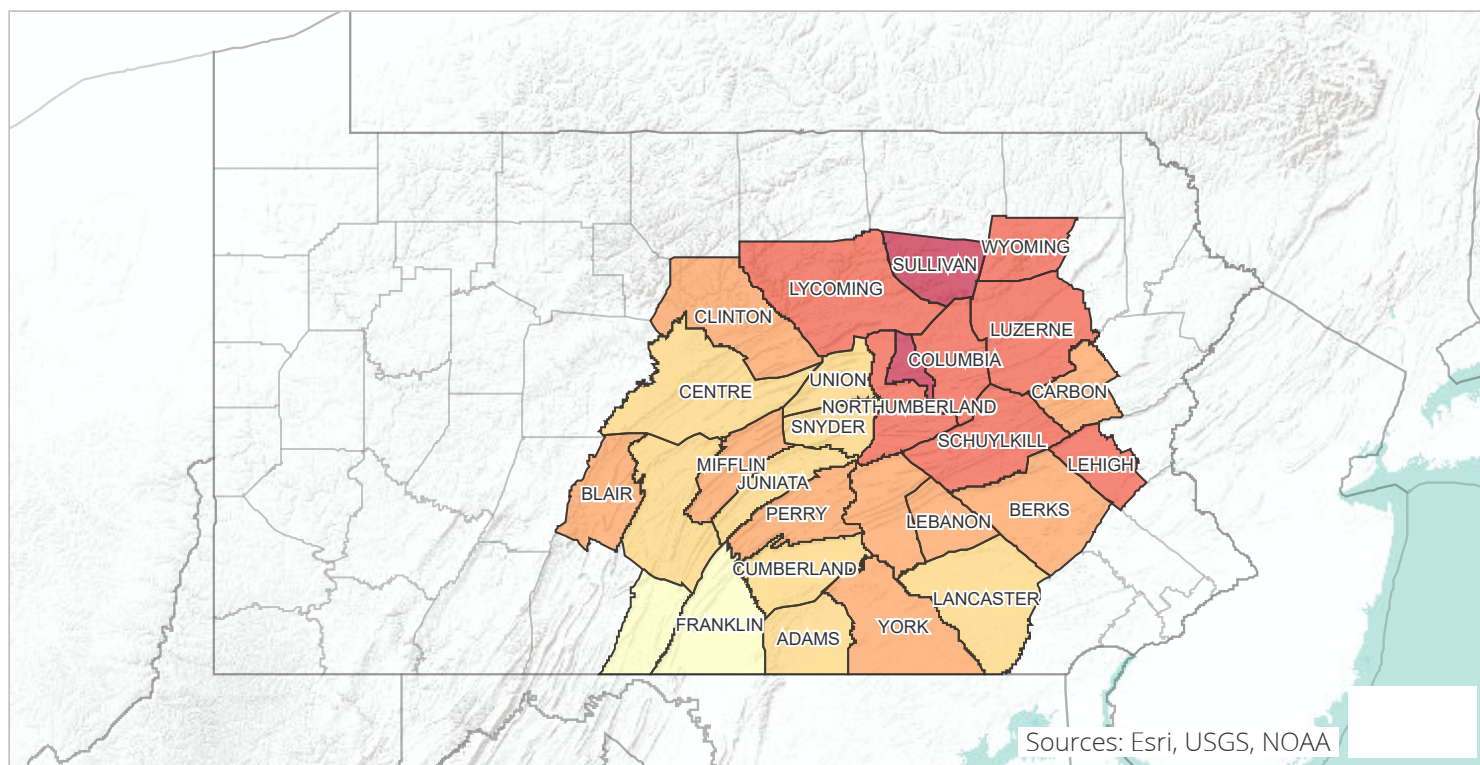 WYOMING
SULLIVAN
LYCOMING
CLINTON
LUZERNE
COLUMBIA
UNION
CENTRE
CARBON
NORTHUMBERLAND
SNYDER
SCHUYLKILL
MIFFLIN
LEHIGH
JUNIATA
BLAIR
PERRY
LEBANON
BERKS
CUMBERLAND
LANCASTER
FRANKLIN
YORK
ADAMS
Sources: Esri, USGS, NOAA